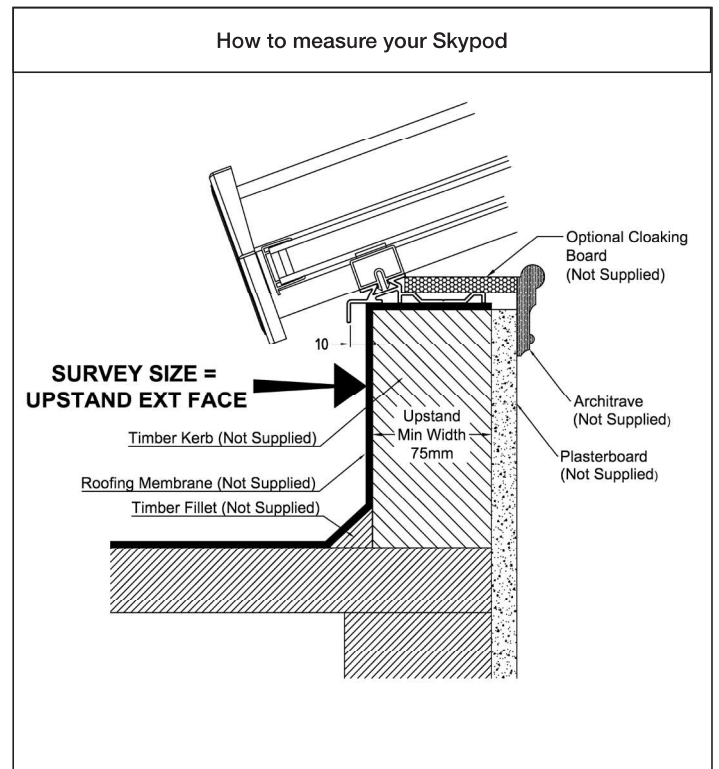 How to measure your Skypod
Optional Cloaking
Board
(Not Supplied)
10
SURVEY SIZE =
UPSTAND EXT FACE
Architrave
(Not Supplied)
Upstand
Min Width
75mm
Timber Kerb (Not Supplied)
Plasterboard
(Not Supplied)
Roofing Membrane (Not Supplied)
Timber Fillet (Not Supplied)